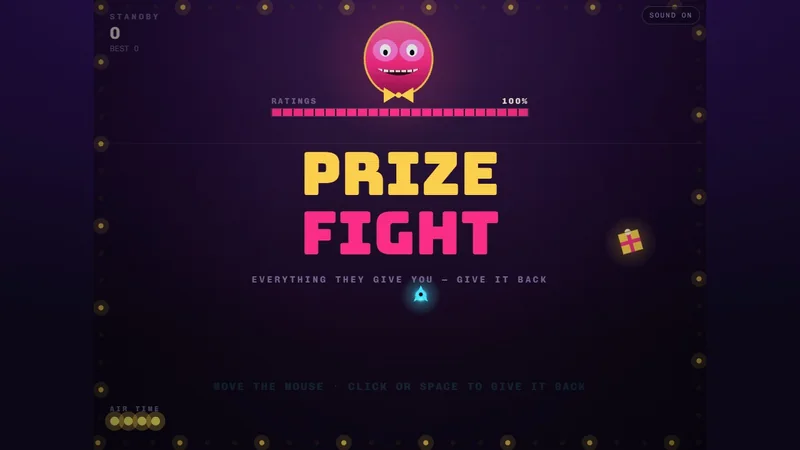 STANDBY
0
BEST 0
SOUND ON
RATINGS 100%
PRIZE
FIGHT
EVERYTHING THEY GIVE YOU — GIVE IT BACK
MOVE THE MOUSE · CLICK OR SPACE TO GIVE IT BACK
AIR TIME